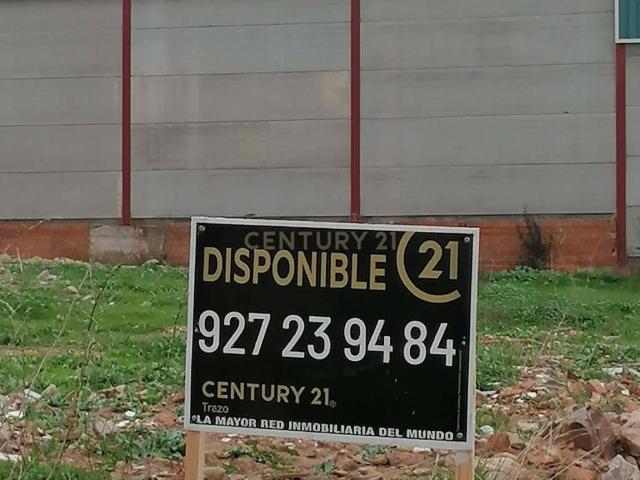 CENTURY 21
DISPONIBLE
21
927 23 94 84
CENTURY 21®
Trazo
LA MAYOR RED INMOBILIARIA DEL MUNDO